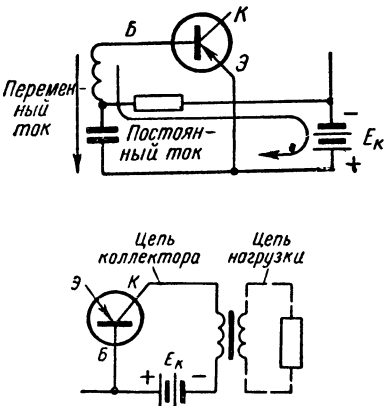 К
Б
Э
Перемен-
ный
ток
Постоян-
ный ток
−
Eк
+
Цепь
коллектора
Цепь
нагрузки
Э
К
Б
+
Eк
−